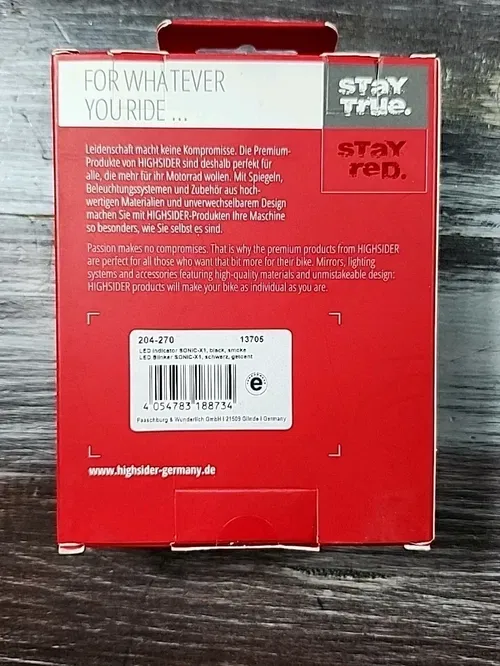 FOR WHATEVER
YOU RIDE ...
STAY
TRUE.
STAY
RED.
Leidenschaft macht keine Kompromisse. Die Premium-
Produkte von HIGHSIDER sind deshalb perfekt für
alle, die mehr für ihr Motorrad wollen. Mit Spiegeln,
Beleuchtungssystemen und Zubehör aus hoch-
wertigen Materialien und unverwechselbarem Design
machen Sie mit HIGHSIDER-Produkten Ihre Maschine
so besonders, wie Sie selbst es sind.
Passion makes no compromises. That is why the premium products from HIGHSIDER
are perfect for all those who want that bit more for their bike. Mirrors, lighting
systems and accessories featuring high-quality materials and unmistakeable design:
HIGHSIDER products will make your bike as individual as you are.
204-270 13705
LED Indicator SONIC-X1, black, smoke
LED Blinker SONIC-X1, schwarz, getoent
e
4 054783 188734
Paaschburg & Wunderlich GmbH I 21509 Glinde I Germany
www.highsider-germany.de